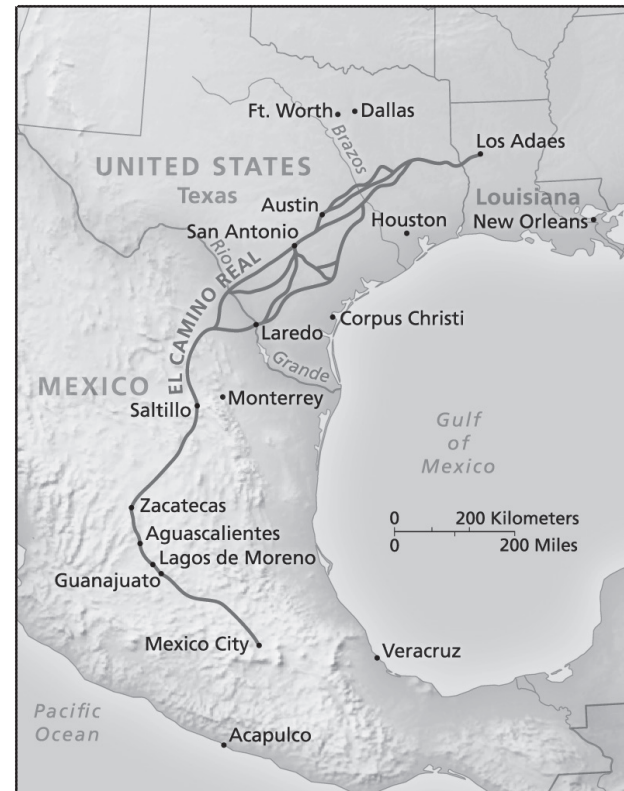 Ft. Worth
Dallas
Brazos
Los Adaes
UNITED STATES
Texas
Louisiana
Austin
New Orleans
San Antonio
Houston
Rio
EL CAMINO REAL
Corpus Christi
Laredo
Grande
MEXICO
Monterrey
Saltillo
Gulf
of
Mexico
Zacatecas
0 200 Kilometers
0 200 Miles
Aguascalientes
Lagos de Moreno
Guanajuato
Mexico City
Veracruz
Pacific
Ocean
Acapulco